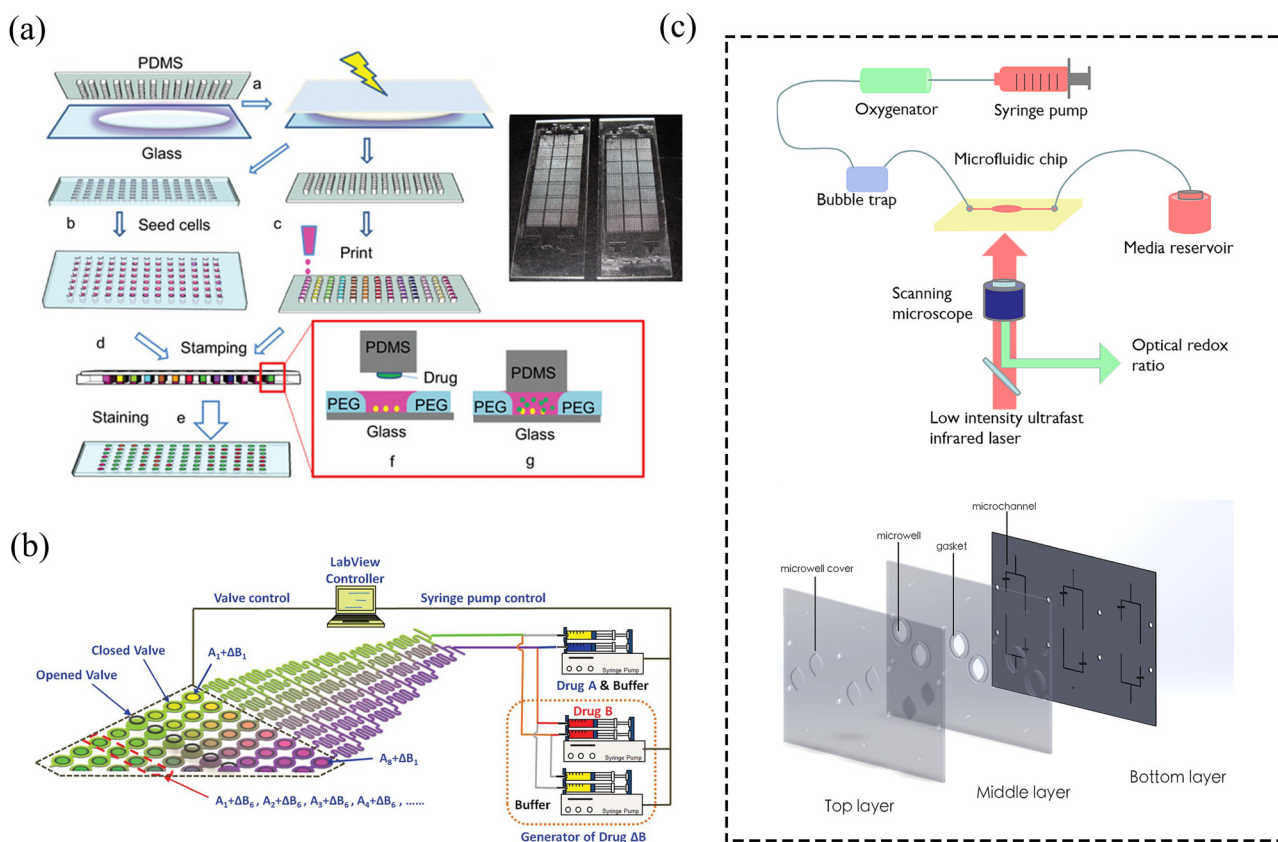 (a)
PDMS
a
Glass
b
Seed cells
c
Print
d
Stamping
Staining
e
PDMS
Drug
PEG
PEG
Glass
f
PDMS
PEG
PEG
Glass
g
(b)
LabView
Controller
Valve control
Syringe pump control
Closed Valve
Opened Valve
A₁+ΔB₁
Syringe Pump
Drug A & Buffer
Drug B
Syringe Pump
Buffer
Syringe Pump
Generator of Drug ΔB
A₈+ΔB₁
A₁+ΔB₆, A₂+ΔB₆, A₃+ΔB₆, A₄+ΔB₆, ......
(c)
Oxygenator
Syringe pump
Microfluidic chip
Bubble trap
Media reservoir
Scanning
microscope
Optical redox
ratio
Low intensity ultrafast
infrared laser
microchannel
microwell
gasket
microwell cover
Top layer
Middle layer
Bottom layer